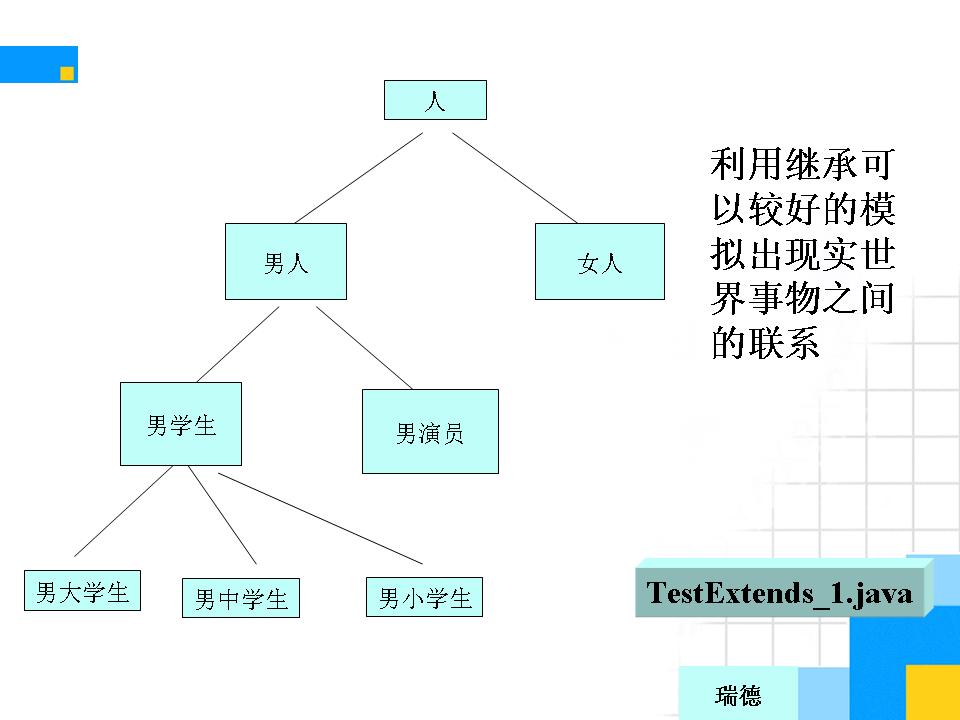 人
利用继承可
以较好的模
拟出现实世
界事物之间
的联系
男人
女人
男学生
男演员
男大学生
男中学生
男小学生
TestExtends_1.java
瑞德